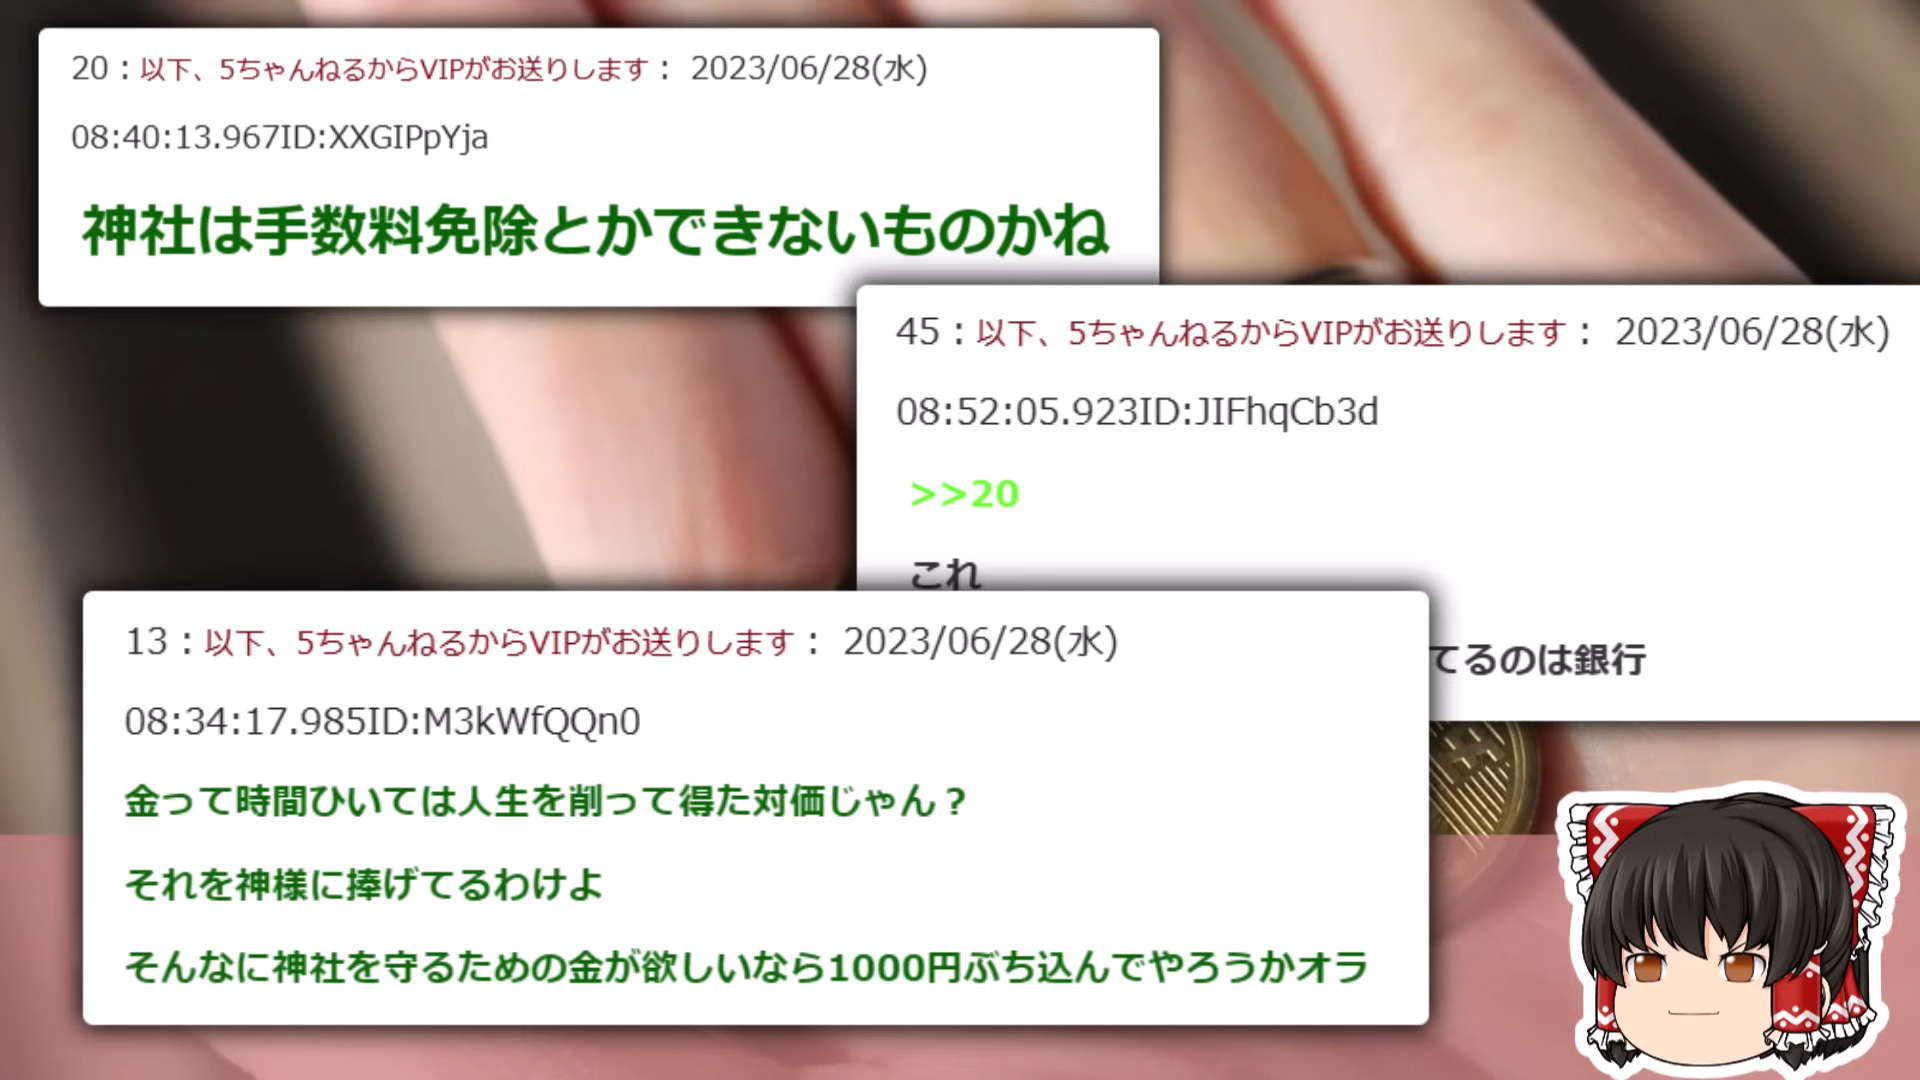 20：以下、5ちゃんねるからVIPがお送りします： 2023/06/28(水)
08:40:13.967ID:XXGIPpYja
神社は手数料免除とかできないものかね
45：以下、5ちゃんねるからVIPがお送りします： 2023/06/28(水)
08:52:05.923ID:JIFhqCb3d
>>20
これ
てるのは銀行
13：以下、5ちゃんねるからVIPがお送りします： 2023/06/28(水)
08:34:17.985ID:M3kWfQQn0
金って時間ひいては人生を削って得た対価じゃん？
それを神様に捧げてるわけよ
そんなに神社を守るための金が欲しいなら1000円ぶち込んでやろうかオラ